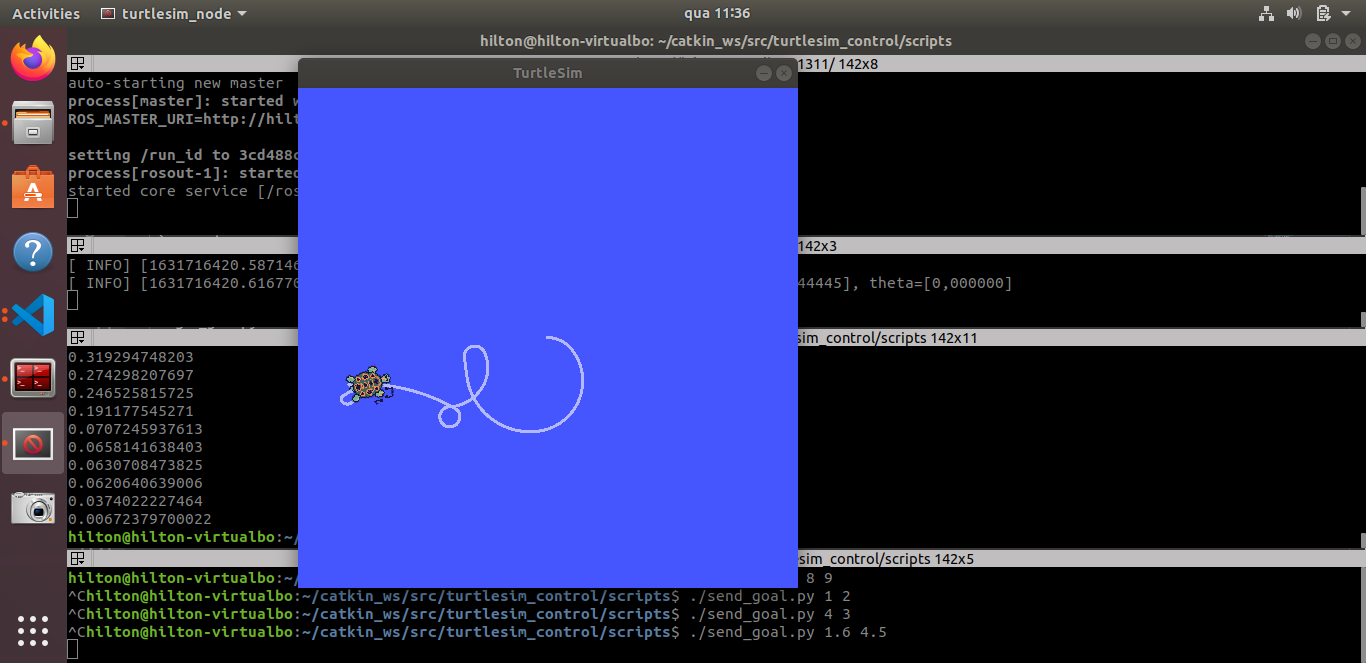 Activities turtlesim_node qua 11:36
hilton@hilton-virtualbo: ~/catkin_ws/src/turtlesim_control/scripts
1311/ 142x8
TurtleSim
auto-starting new master
process[master]: started
ROS_MASTER_URI=http://hilt
setting /run_id to 3cd488
process[rosout-1]: started
started core service [/ros
142x3
[ INFO] [1631716420.587146
[ INFO] [1631716420.616770 44445], theta=[0,000000]
sim_control/scripts 142x11
0.319294748203
0.274298207697
0.246525815725
0.191177545271
0.0707245937613
0.0658141638403
0.0630708473825
0.0620640639006
0.0374022227464
0.00672379700022
hilton@hilton-virtualbo:~/
esim_control/scripts 142x5
hilton@hilton-virtualbo:~/ 8 9
^Chilton@hilton-virtualbo:~/catkin_ws/src/turtlesim_control/scripts$ ./send_goal.py 1 2
^Chilton@hilton-virtualbo:~/catkin_ws/src/turtlesim_control/scripts$ ./send_goal.py 4 3
^Chilton@hilton-virtualbo:~/catkin_ws/src/turtlesim_control/scripts$ ./send_goal.py 1.6 4.5